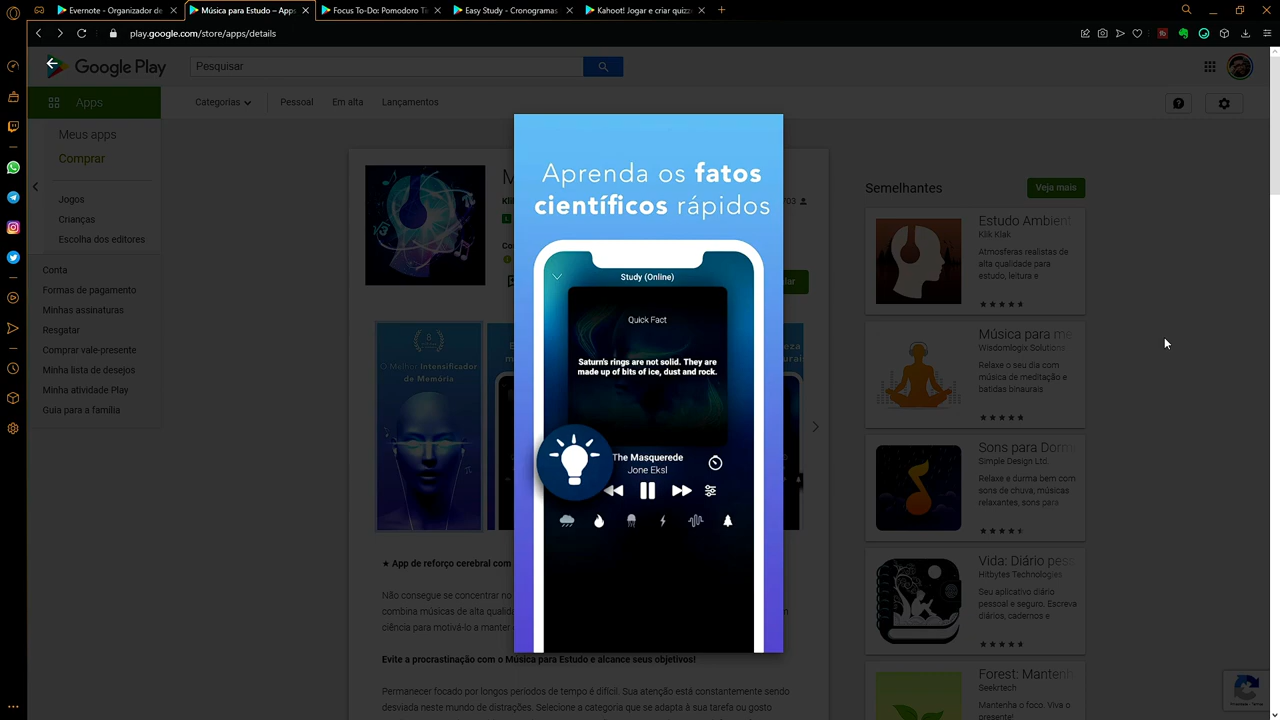 Evernote - Organizador de
Música para Estudo – Apps
Focus To-Do: Pomodoro Ti
Easy Study - Cronogramas
Kahoot! Jogar e criar quizz
play.google.com/store/apps/details
Google Play
Pesquisar
Apps
Categorias
Pessoal
Em alta
Lançamentos
Meus apps
Comprar
Jogos
Crianças
Escolha dos editores
Conta
Formas de pagamento
Minhas assinaturas
Resgatar
Comprar vale-presente
Minha lista de desejos
Minha atividade Play
Guia para a família
703
O Melhor Intensificador
de Memória
★ App de reforço cerebral com
Não consegue se concentrar no
combina músicas de alta qualida
ciência para motivá-lo a manter
Evite a procrastinação com o Música para Estudo e alcance seus objetivos!
Permanecer focado por longos períodos de tempo é difícil. Sua atenção está constantemente sendo
desviada neste mundo de distrações. Selecione a categoria que se adapta à sua tarefa ou gosto
Aprenda os fatos
científicos rápidos
Study (Online)
Quick Fact
Saturn's rings are not solid. They are
made up of bits of ice, dust and rock.
The Masquerede
Jone Eksl
Semelhantes
Veja mais
Estudo Ambient
Klik Klak
Atmosferas realistas de
alta qualidade para
estudo, leitura e
Música para me
Wisdomlogix Solutions
Relaxe o seu dia com
música de meditação e
batidas binaurais
Sons para Dorm
Simple Design Ltd.
Relaxe e durma bem com
sons de chuva, músicas
relaxantes, sons para
Vida: Diário pess
Hitbytes Technologies
Seu aplicativo diário
pessoal e seguro. Escreva
diários, cadernos e
Forest: Mantenh
Seekrtech
Mantenha o foco. Viva o
presente!